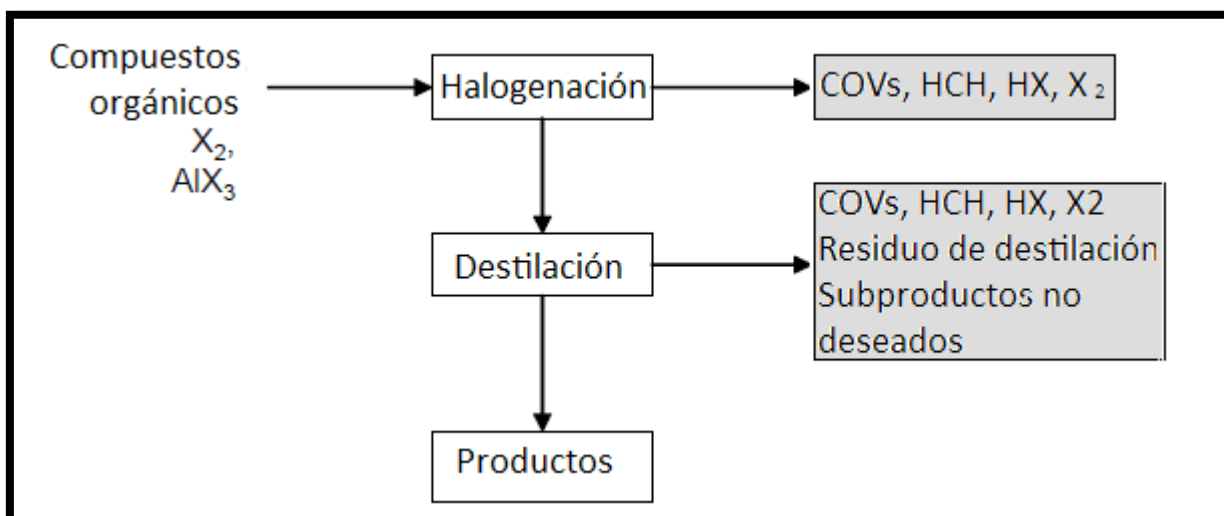 Compuestos
orgánicos
X₂,
AlX₃
Halogenación
COVs, HCH, HX, X ₂
COVs, HCH, HX, X2
Residuo de destilación
Subproductos no
deseados
Destilación
Productos